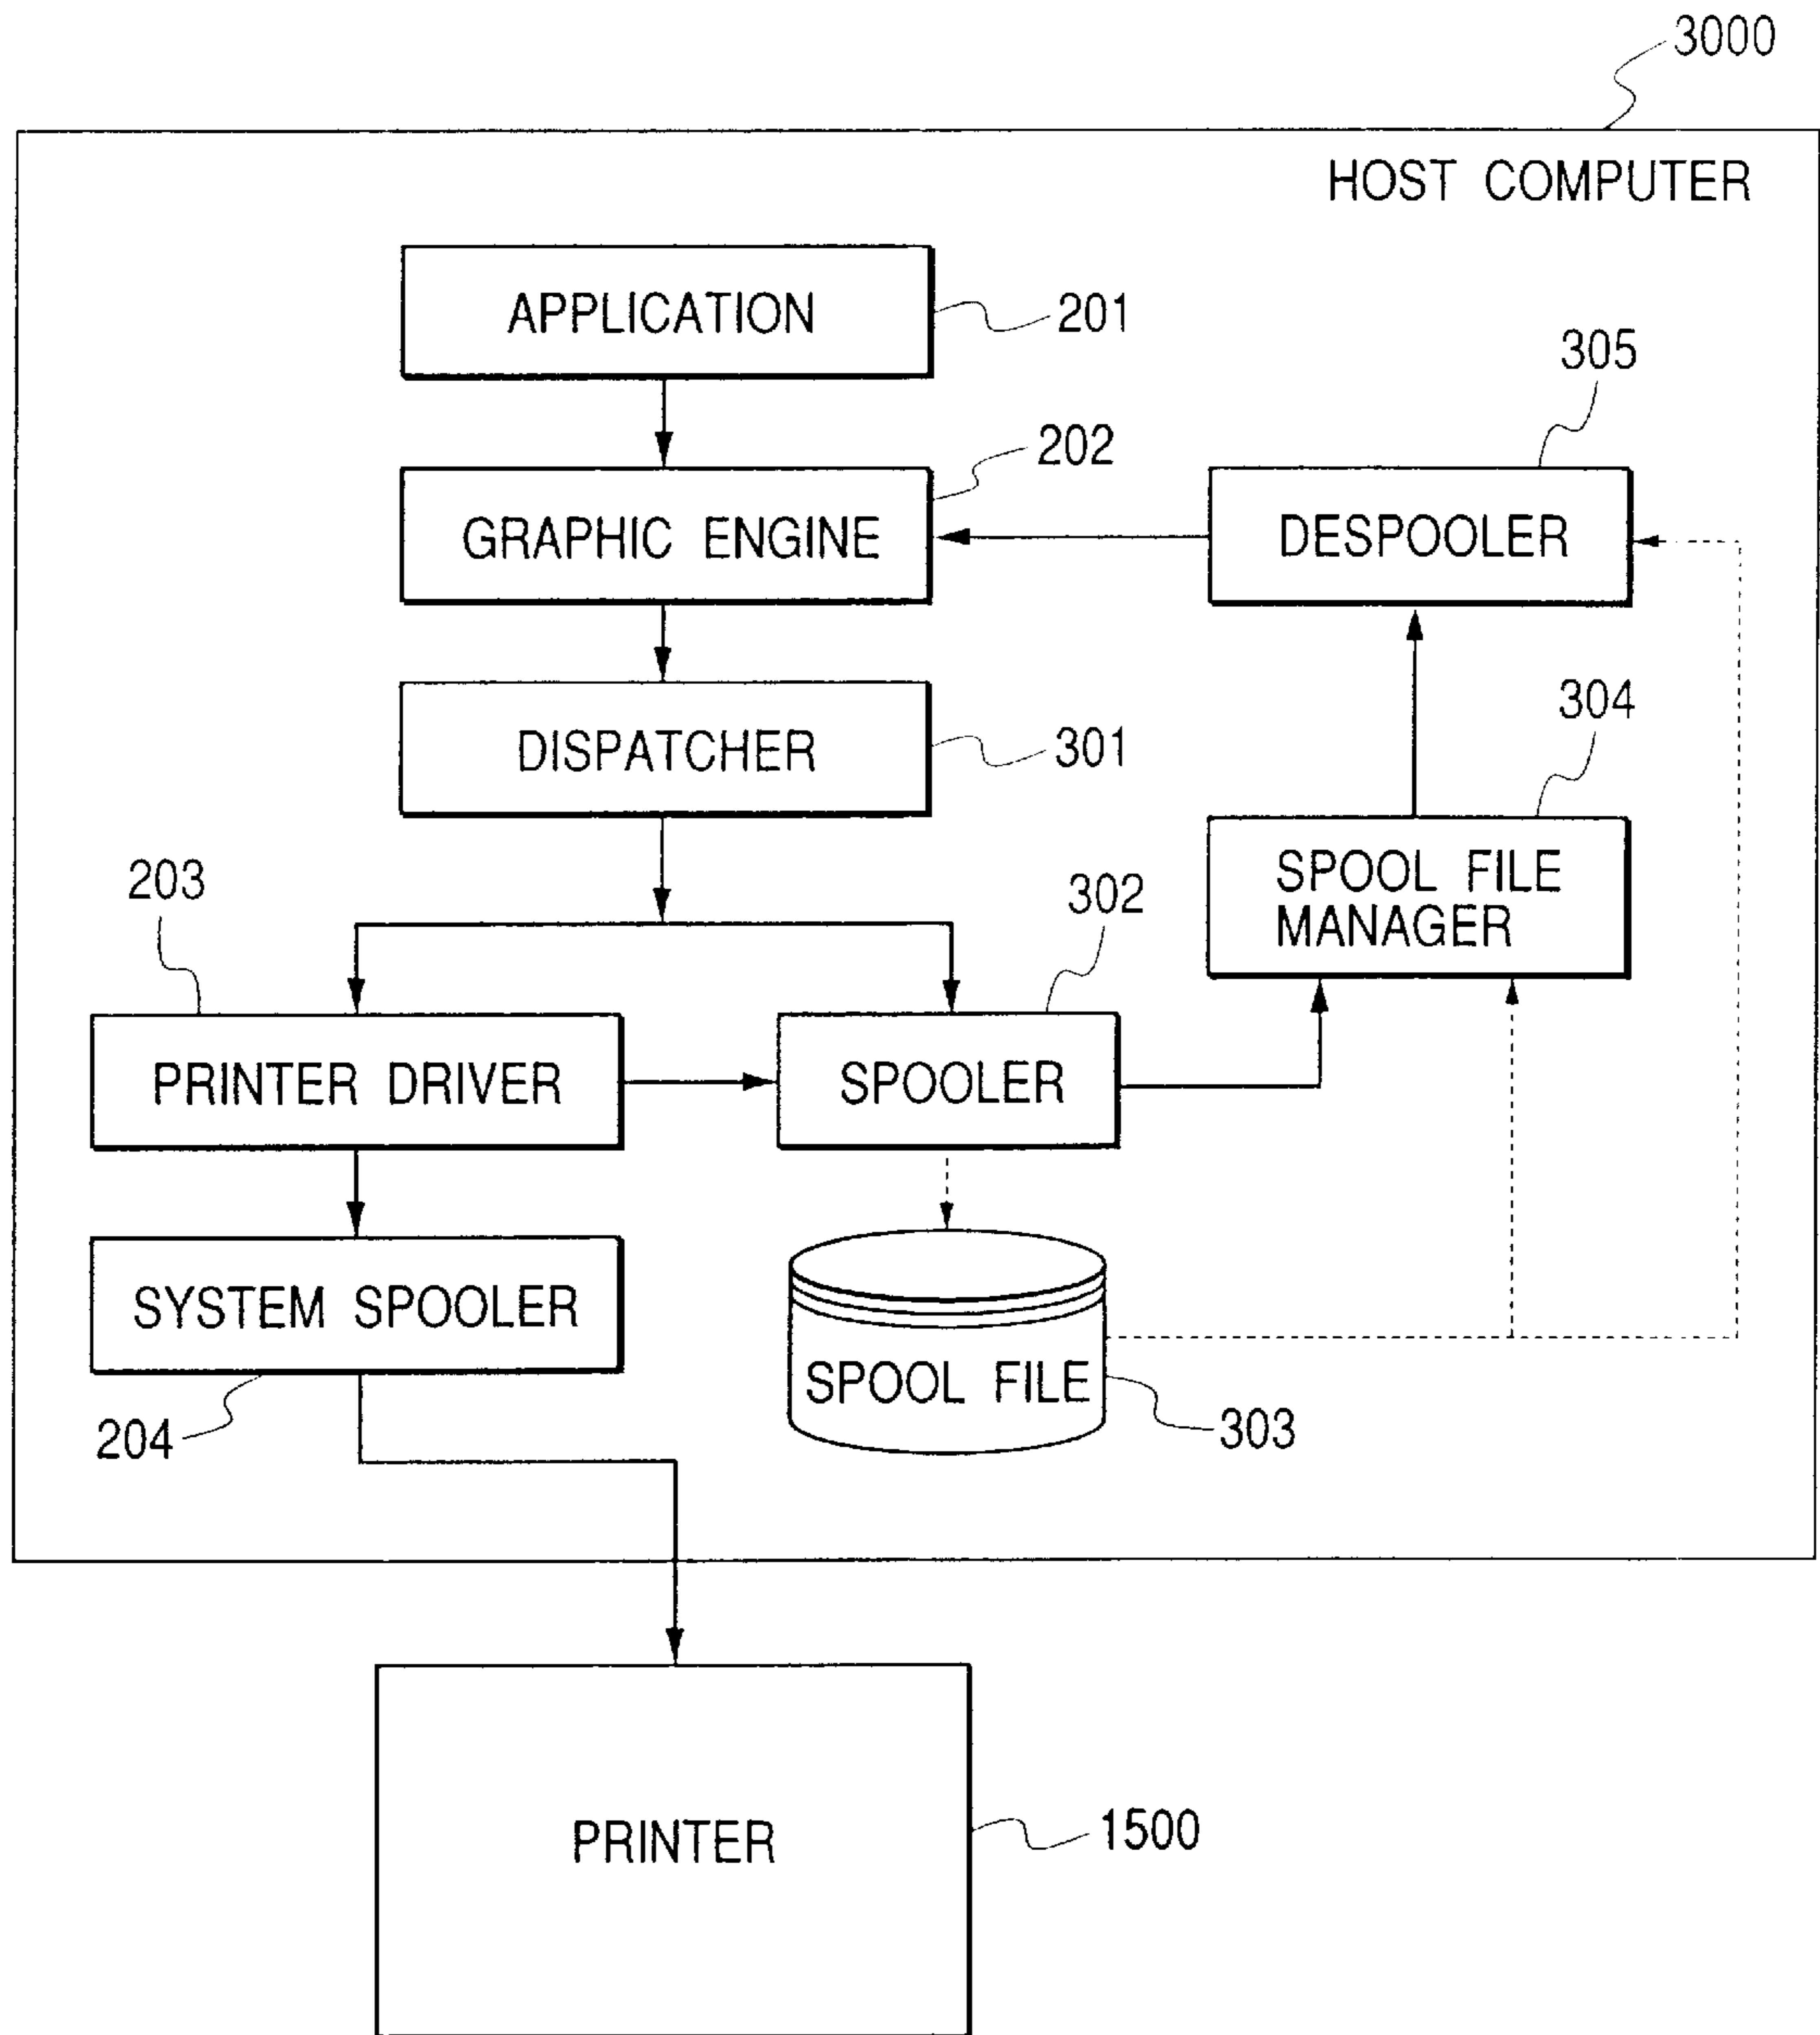 3000
HOST COMPUTER
APPLICATION
201
305
202
GRAPHIC ENGINE
DESPOOLER
304
DISPATCHER
301
203
302
SPOOL FILE
MANAGER
PRINTER DRIVER
SPOOLER
SYSTEM SPOOLER
SPOOL FILE
204
303
PRINTER
1500